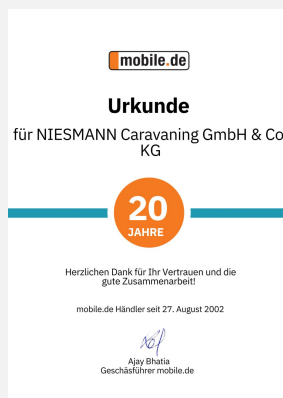 mobile.de
Urkunde
für NIESMANN Caravaning GmbH & Co
KG
20
JAHRE
Herzlichen Dank für Ihr Vertrauen und die
gute Zusammenarbeit!
mobile.de Händler seit 27. August 2002
Ajay Bhatia
Geschäsführer mobile.de